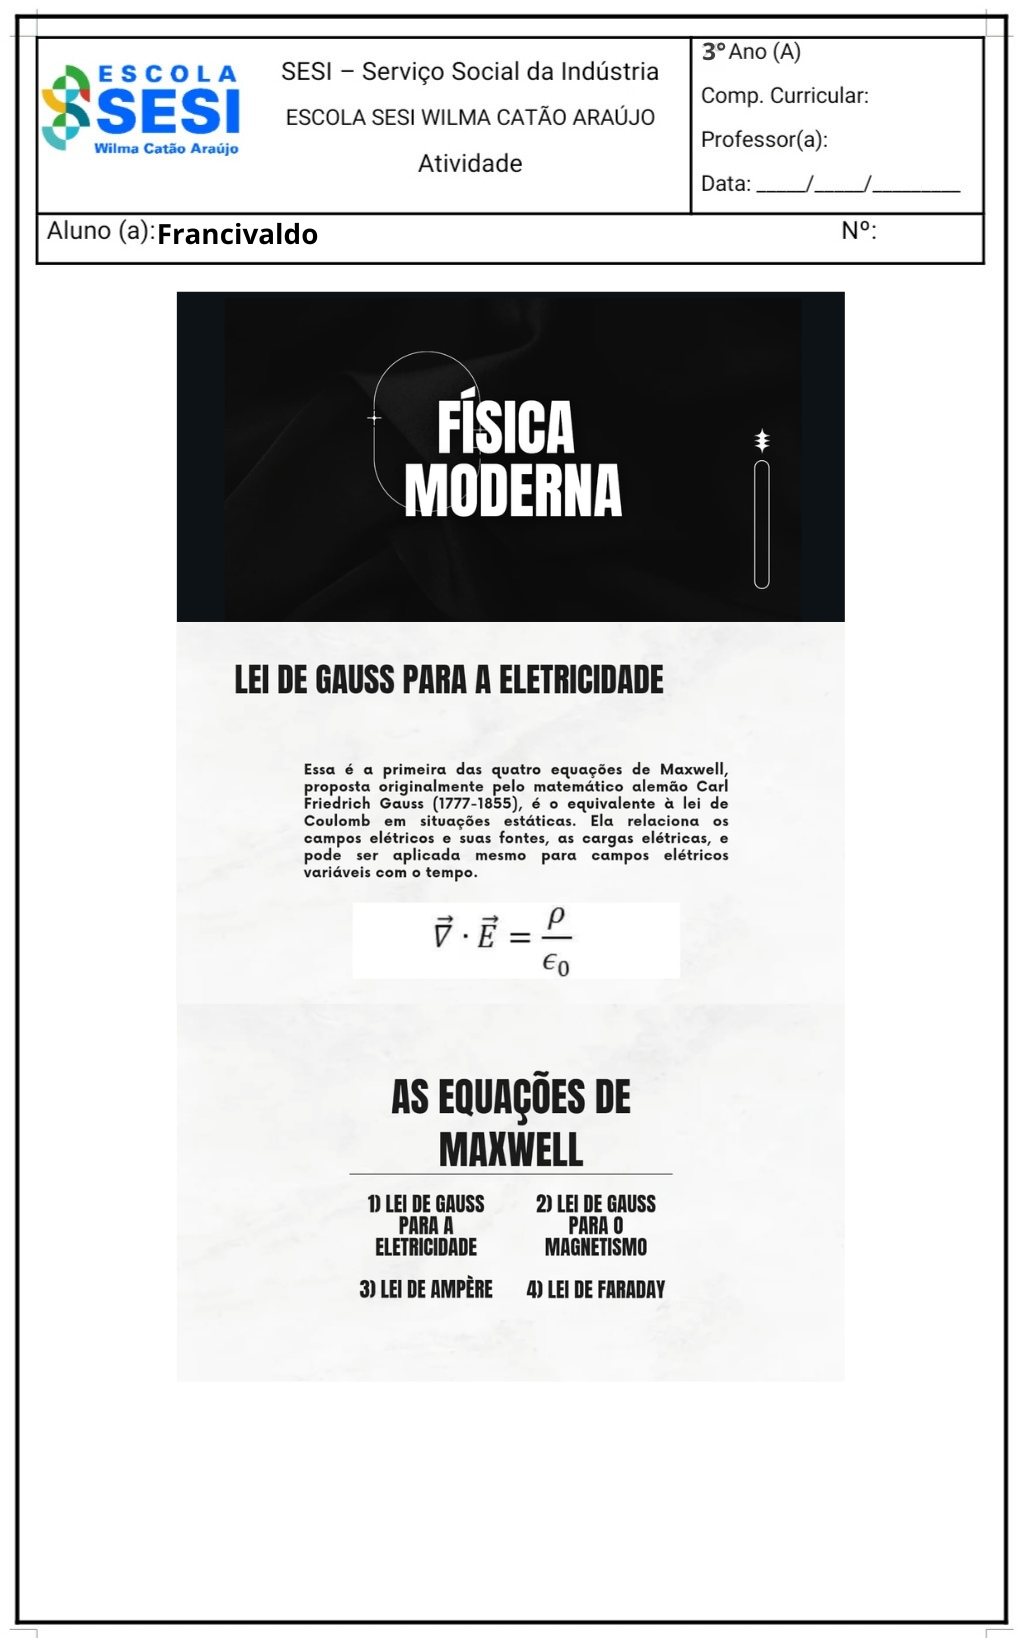 ESCOLA
SESI
Wilma Catão Araújo
SESI – Serviço Social da Indústria
ESCOLA SESI WILMA CATÃO ARAÚJO
Atividade
3º Ano (A)
Comp. Curricular:
Professor(a):
Data: _____/_____/_________
Aluno (a): Francivaldo
Nº:
FÍSICA
MODERNA
LEI DE GAUSS PARA A ELETRICIDADE
Essa é a primeira das quatro equações de Maxwell,
proposta originalmente pelo matemático alemão Carl
Friedrich Gauss (1777-1855), é o equivalente à lei de
Coulomb em situações estáticas. Ela relaciona os
campos elétricos e suas fontes, as cargas elétricas, e
pode ser aplicada mesmo para campos elétricos
variáveis com o tempo.
∇⃗ · E⃗ = ρ/ϵ₀
AS EQUAÇÕES DE
MAXWELL
1) LEI DE GAUSS
PARA A
ELETRICIDADE
2) LEI DE GAUSS
PARA O
MAGNETISMO
3) LEI DE AMPÈRE
4) LEI DE FARADAY